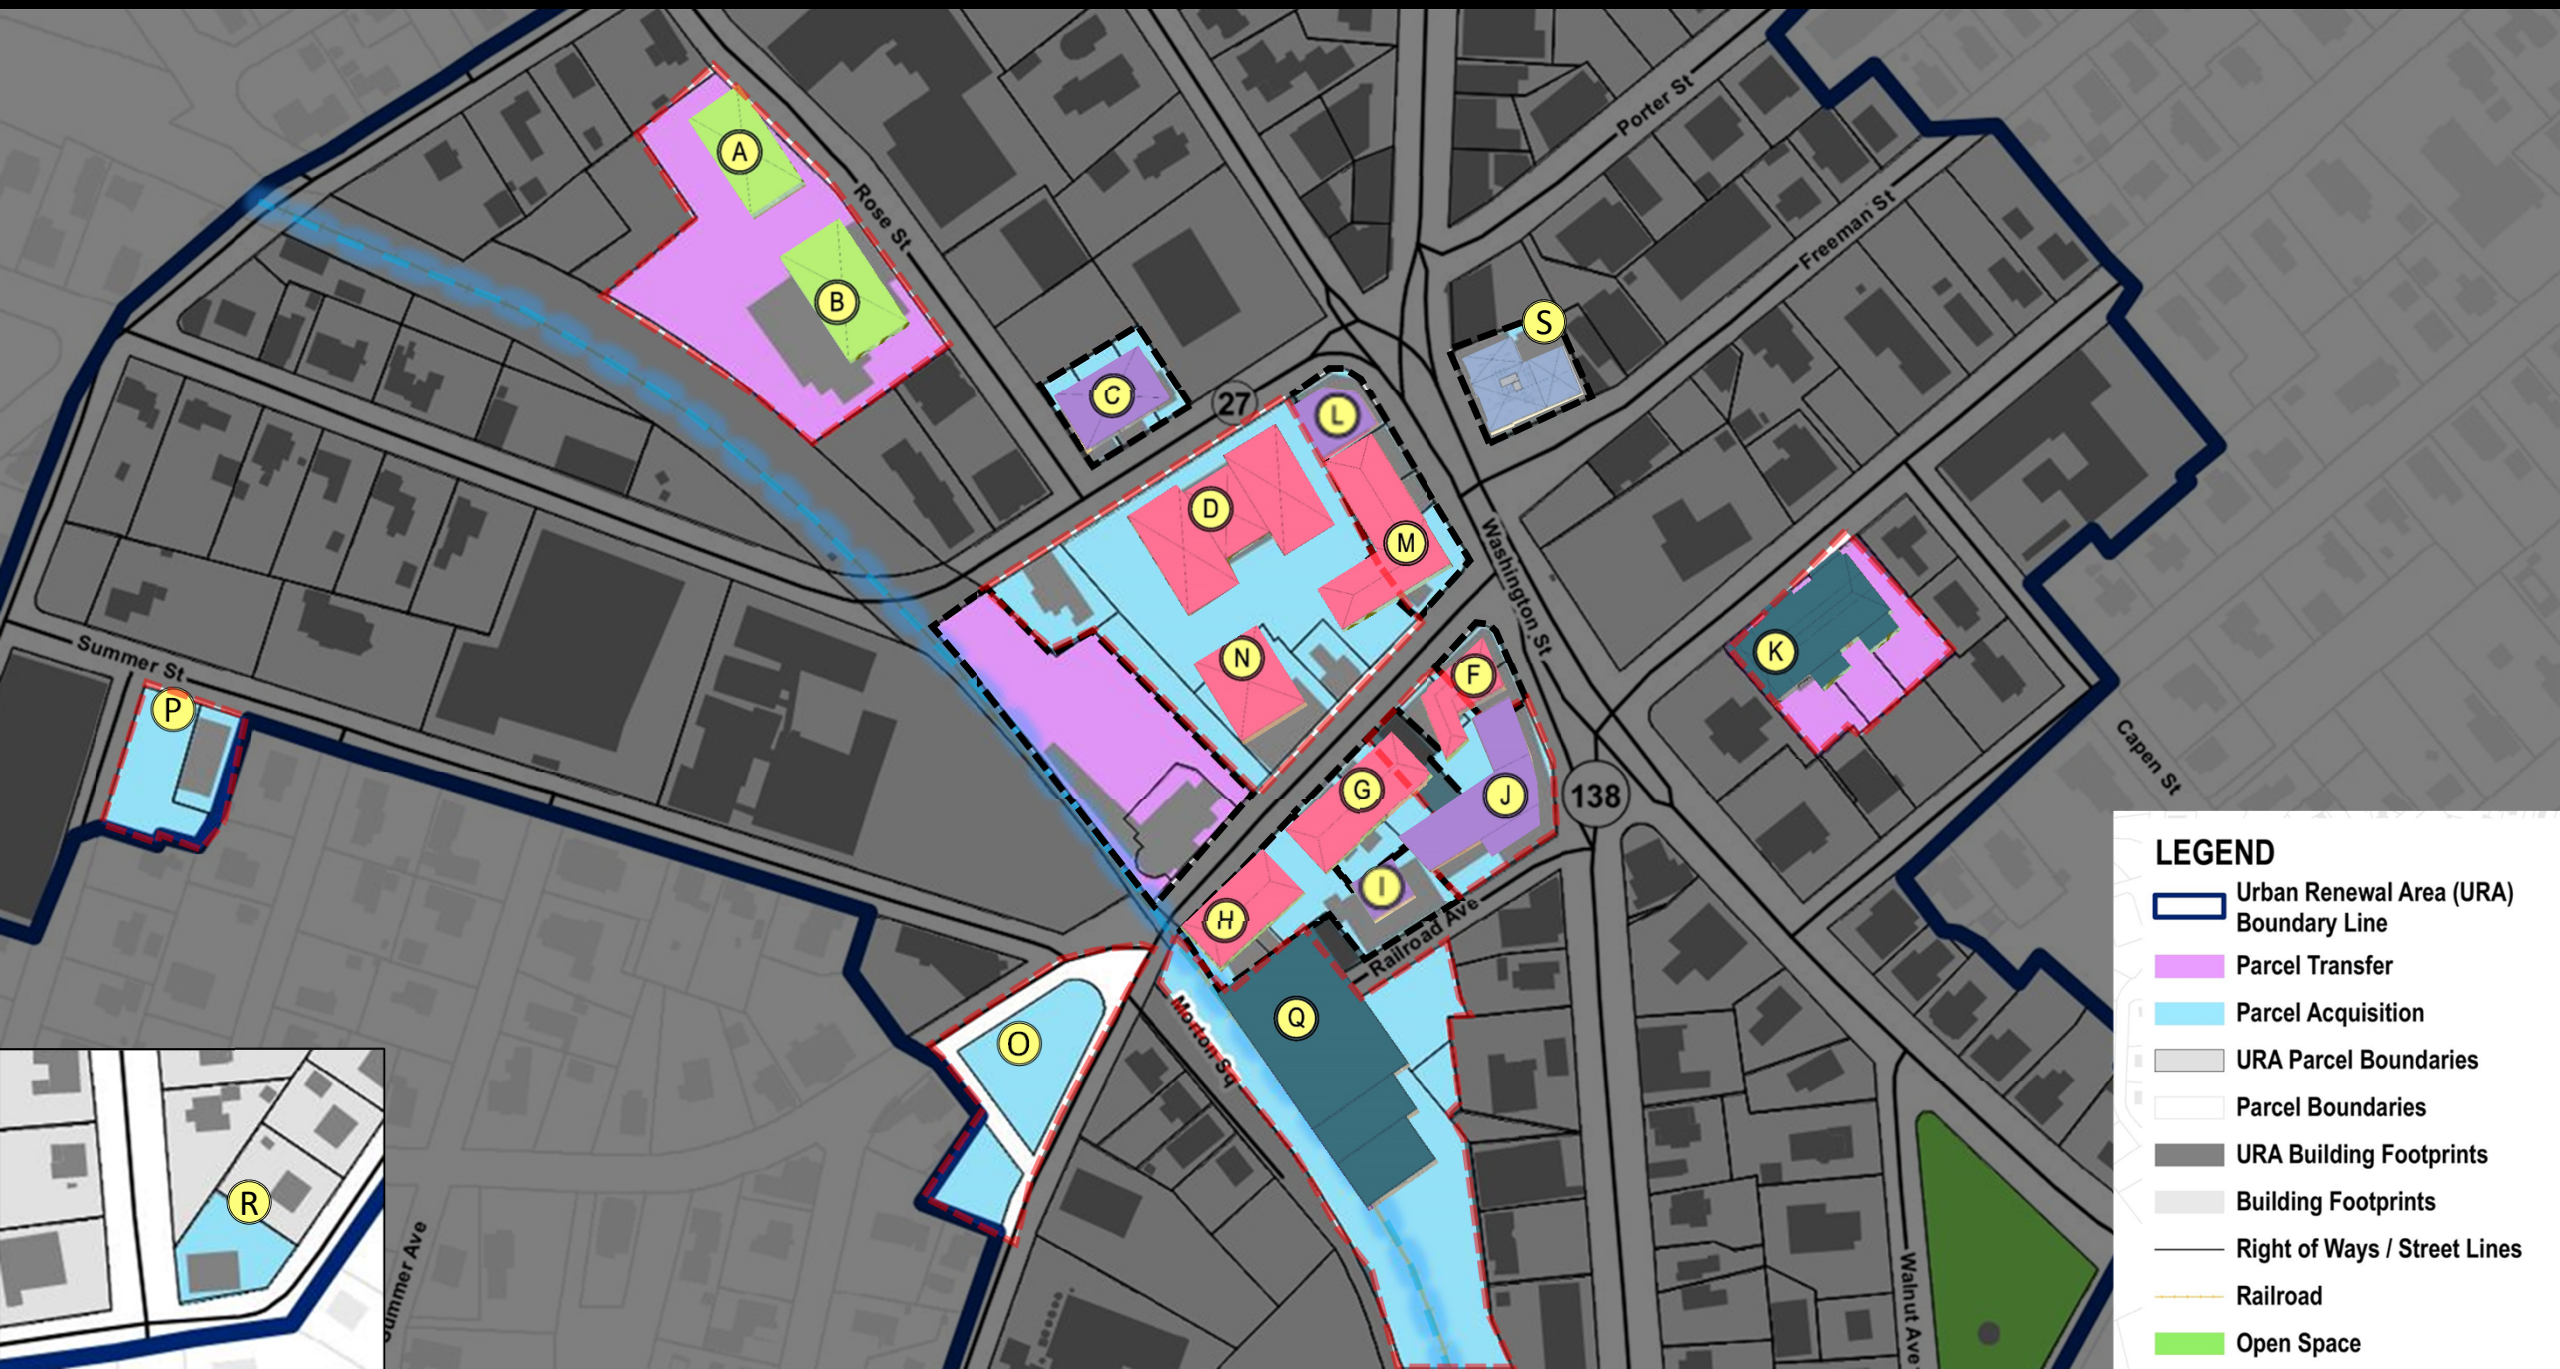 A
Porter St
Rose St
Freeman St
B
S
C
27
L
D
M
Washington St
Summer St
N
K
F
P
G
J
138
Capen St
I
H
Railroad Ave
Q
O
Morton Sq
R
Summer Ave
Walnut Ave
LEGEND
Urban Renewal Area (URA)
Boundary Line
Parcel Transfer
Parcel Acquisition
URA Parcel Boundaries
Parcel Boundaries
URA Building Footprints
Building Footprints
Right of Ways / Street Lines
Railroad
Open Space